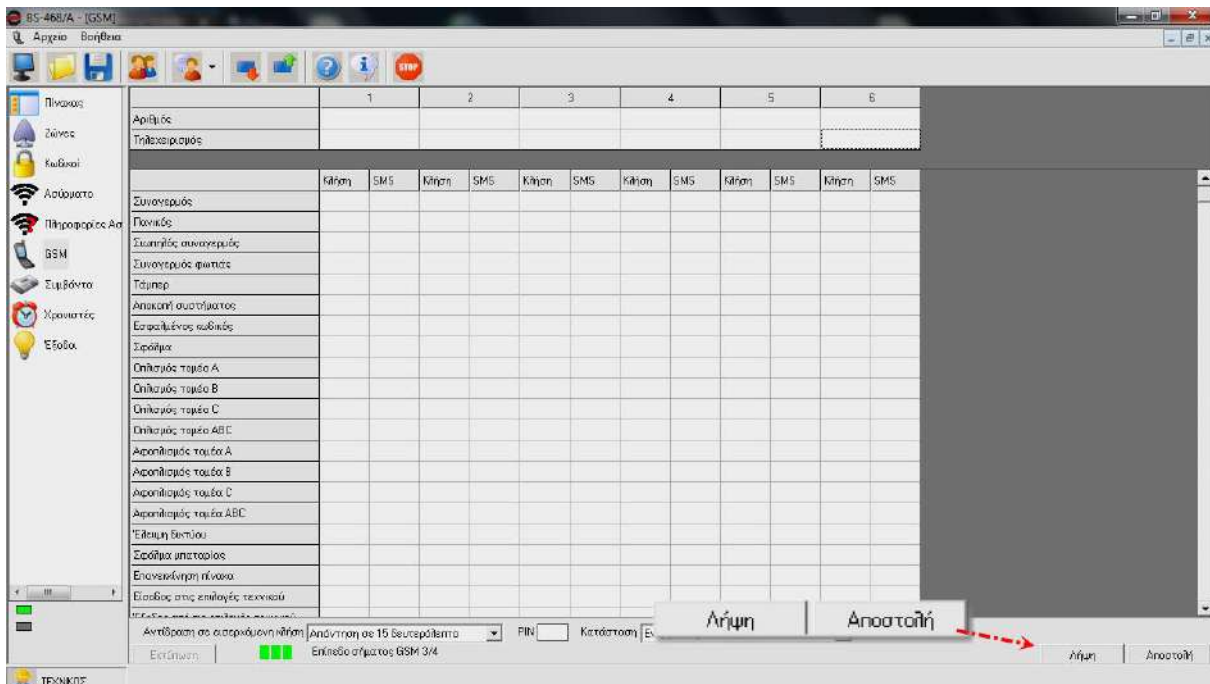 BS-468/A - [GSM]
Αρχείο Βοήθεια
STOP
Πίνακας
Ζώνες
Κωδικοί
Ασύρματο
Πληροφορίες Ασ
GSM
Συμβάντα
Χρονιστές
Έξοδοι
1 2 3 4 5 6
Αριθμός
Τηλεχειρισμός
Κλήση SMS Κλήση SMS Κλήση SMS Κλήση SMS Κλήση SMS Κλήση SMS
Συναγερμός
Πανικός
Σιωπηλός συναγερμός
Συναγερμός φωτιάς
Τάμπερ
Αποκοπή συστήματος
Εσφαλμένος κωδικός
Σφάλμα
Οπλισμός τομέα A
Οπλισμός τομέα B
Οπλισμός τομέα C
Οπλισμός τομέα ABC
Αφοπλισμός τομέα A
Αφοπλισμός τομέα B
Αφοπλισμός τομέα C
Αφοπλισμός τομέα ABC
Έλειψη δικτύου
Σφάλμα μπαταρίας
Επανεκκίνηση πίνακα
Είσοδος στις επιλογές τεχνικού
Λήψη Αποστολή
Αντίδραση σε εισερχόμενη κλήση Απάντηση σε 15 δευτερόλεπτα PIN Κατάσταση
Εκτύπωση Επίπεδο σήματος GSM 3/4 Λήψη Αποστολή
ΤΕΧΝΙΚΟΣ